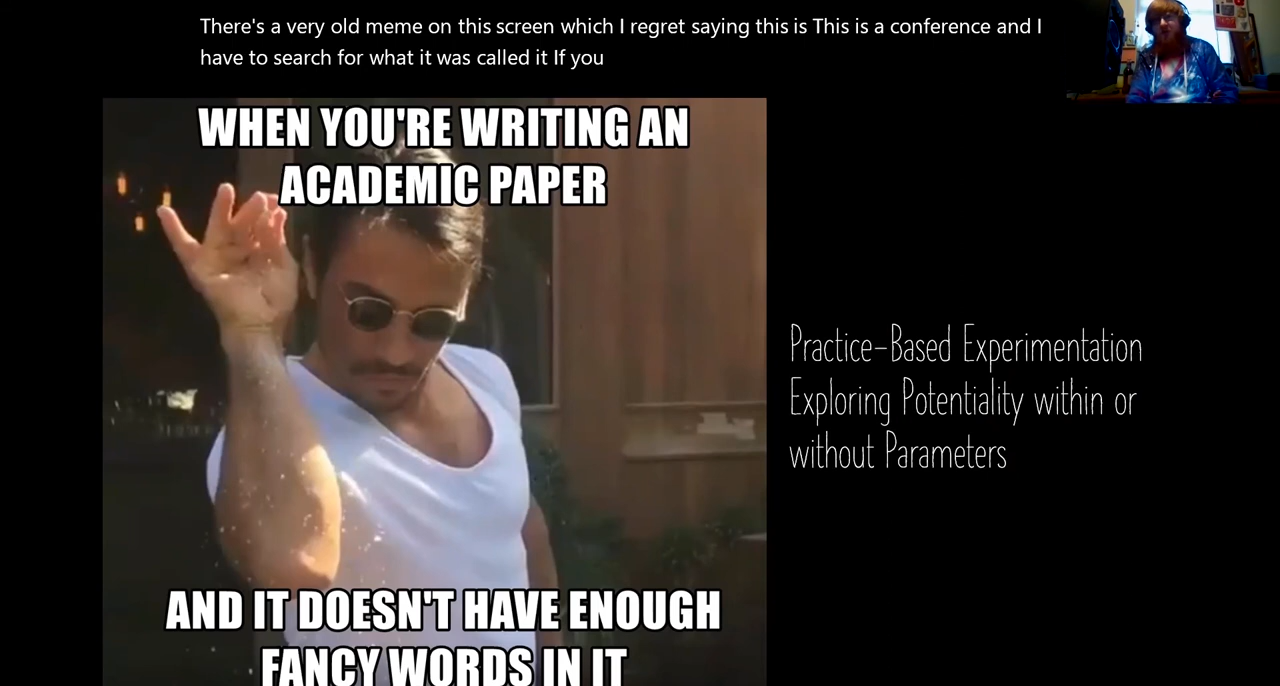 There's a very old meme on this screen which I regret saying this is This is a conference and I
have to search for what it was called it If you
WHEN YOU'RE WRITING AN
ACADEMIC PAPER
AND IT DOESN'T HAVE ENOUGH
FANCY WORDS IN IT
Practice-Based Experimentation
Exploring Potentiality within or
without Parameters